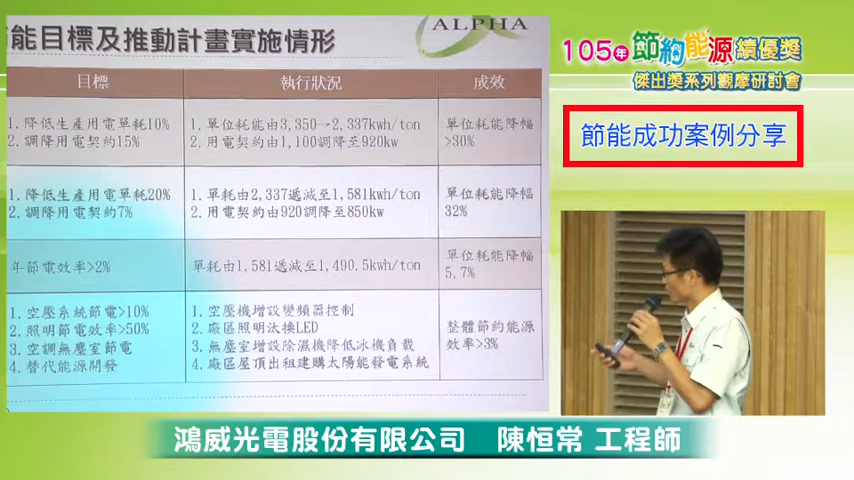 能目標及推動計畫實施情形
ALPHA
目標 執行狀況 成效
1. 降低生產用電單耗10%
2. 調降用電契約15%
1. 單位耗能由3,350→2,337kwh/ton
2. 用電契約由1,100調降至920kw
單位耗能降幅
>30%
1. 降低生產用電單耗20%
2. 調降用電契約7%
1. 單耗由2,337遞減至1,581kwh/ton
2. 用電契約由920調降至850kw
單位耗能降幅
32%
年節電效率>2%
單耗由1,581遞減至1,490.5kwh/ton
單位耗能降幅
5.7%
1. 空壓系統節電>10%
2. 照明節電效率>50%
3. 空調無塵室節電
4. 替代能源開發
1. 空壓機增設變頻器控制
2. 廠區照明汰換LED
3. 無塵室增設除濕機降低冰機負載
4. 廠區屋頂出租建購太陽能發電系統
整體節約能源
效率>3%
105年節約能源績優獎
傑出獎系列觀摩研討會
節能成功案例分享
鴻威光電股份有限公司 陳恒常 工程師